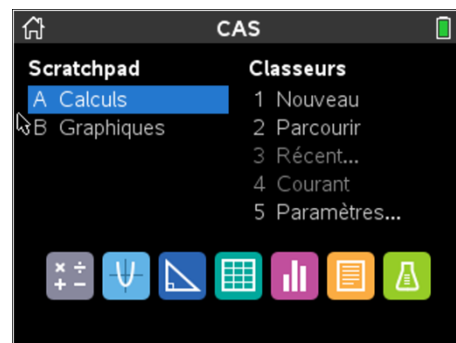 CAS
Scratchpad
A Calculs
B Graphiques
Classeurs
1 Nouveau
2 Parcourir
3 Récent...
4 Courant
5 Paramètres...